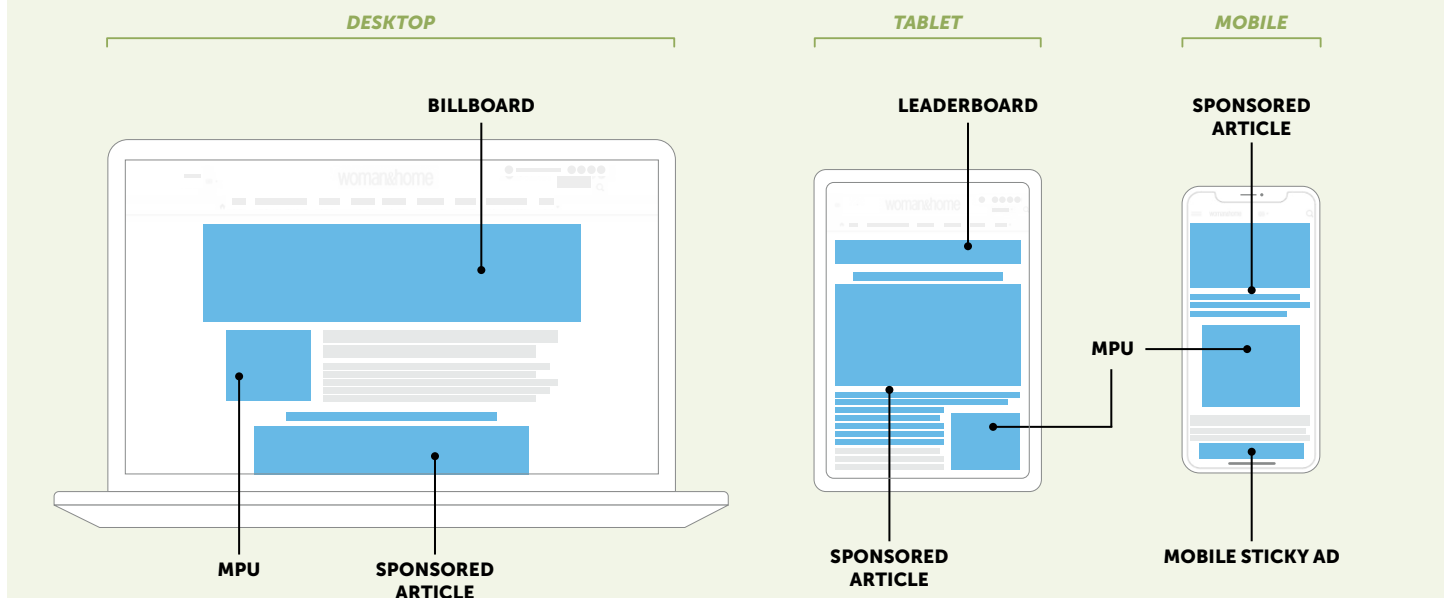 DESKTOP
TABLET
MOBILE
BILLBOARD
LEADERBOARD
SPONSORED
ARTICLE
woman&home
woman&home
MPU
MPU
SPONSORED
ARTICLE
SPONSORED
ARTICLE
MOBILE STICKY AD